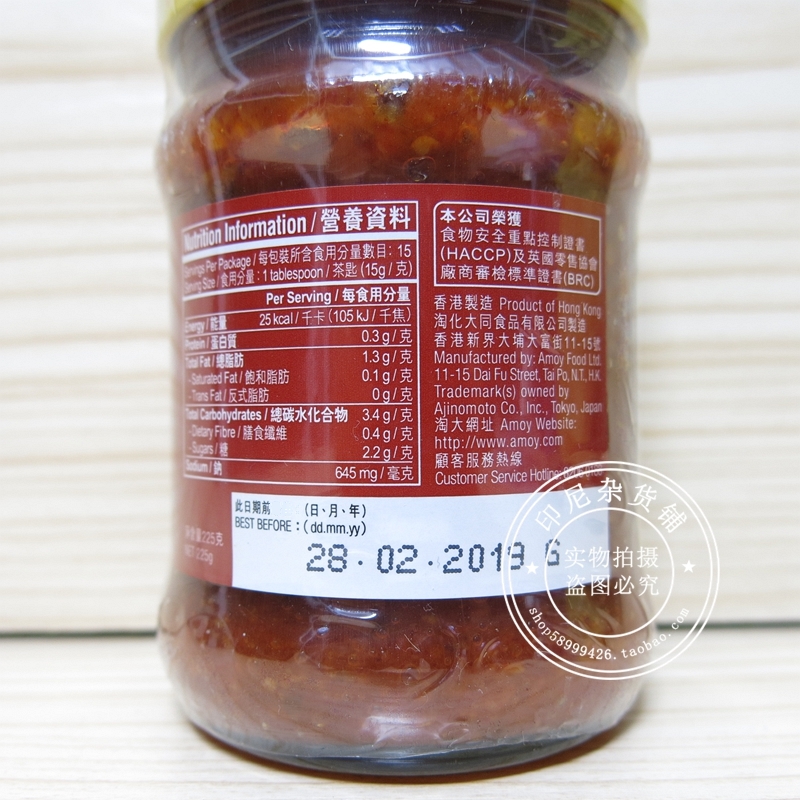 Nutrition Information / 營養資料
Servings Per Package / 每包裝所含食用分量數目: 15
Serving Size / 食用分量: 1 tablespoon / 茶匙 (15g / 克)
Per Serving / 每食用分量
Energy / 能量 25 kcal / 千卡 (105 kJ / 千焦)
Protein / 蛋白質 0.3 g / 克
Total Fat / 總脂肪 1.3 g / 克
- Saturated Fat / 飽和脂肪 0.1 g / 克
- Trans Fat / 反式脂肪 0 g / 克
Total Carbohydrates / 總碳水化合物 3.4 g / 克
- Dietary Fibre / 膳食纖維 0.4 g / 克
- Sugars / 糖 2.2 g / 克
Sodium / 鈉 645 mg / 毫克
本公司榮獲
食物安全重點控制證書
(HACCP)及英國零售協會
廠商審檢標準證書(BRC)
香港製造 Product of Hong Kong
淘化大同食品有限公司製造
香港新界大埔大富街11-15號
Manufactured by: Amoy Food Ltd.
11-15 Dai Fu Street, Tai Po, N.T., H.K.
Trademark(s) owned by
Ajinomoto Co., Inc., Tokyo, Japan
淘大網址 Amoy Website:
http://www.amoy.com
顧客服務熱線
Customer Service Hotline:
淨含量225克
NET 225g
此日期前 (日、月、年)
BEST BEFORE : (dd.mm.yy)
28.02.2019 G
印尼杂货铺
实物拍摄
盗图必究
shop58999426.taobao.com